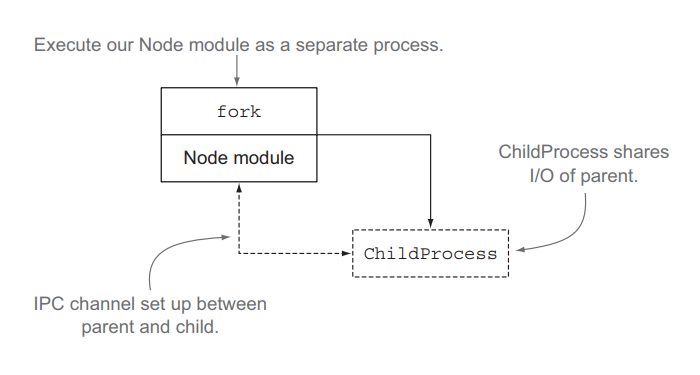 Execute our Node module as a separate process.
fork
Node module
ChildProcess shares
I/O of parent.
ChildProcess
IPC channel set up between
parent and child.